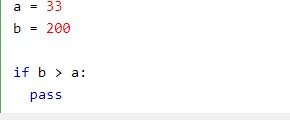 a = 33
b = 200

if b > a:
  pass